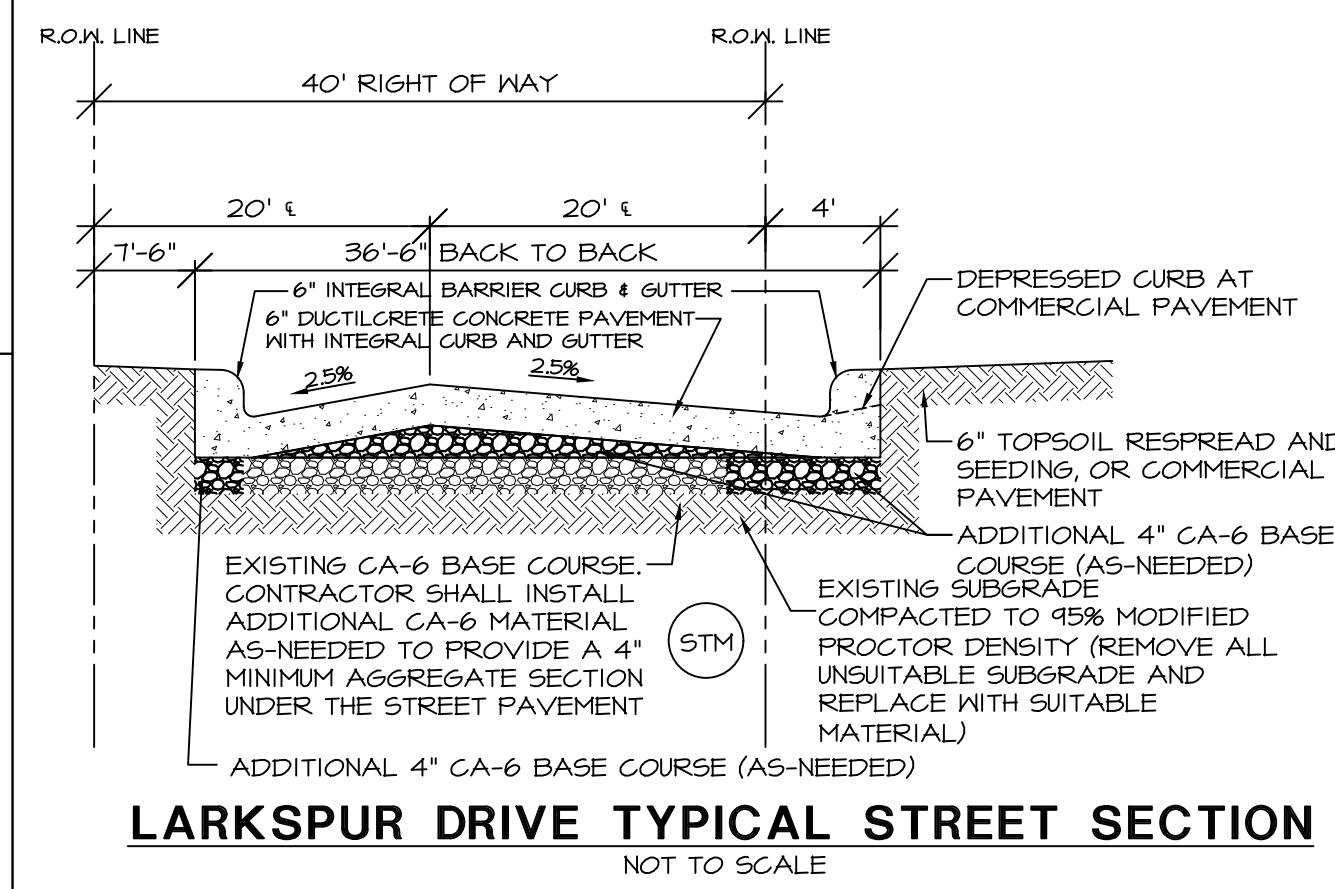 R.O.W. LINE
R.O.W. LINE
40' RIGHT OF WAY
20' ℄
20' ℄
4'
7'-6"
36'-6" BACK TO BACK
6" INTEGRAL BARRIER CURB & GUTTER
6" DUCTILCRETE CONCRETE PAVEMENT
WITH INTEGRAL CURB AND GUTTER
2.5%
2.5%
DEPRESSED CURB AT
COMMERCIAL PAVEMENT
6" TOPSOIL RESPREAD AND
SEEDING, OR COMMERCIAL
PAVEMENT
ADDITIONAL 4" CA-6 BASE
COURSE (AS-NEEDED)
EXISTING CA-6 BASE COURSE.
CONTRACTOR SHALL INSTALL
ADDITIONAL CA-6 MATERIAL
AS-NEEDED TO PROVIDE A 4"
MINIMUM AGGREGATE SECTION
UNDER THE STREET PAVEMENT
STM
EXISTING SUBGRADE
COMPACTED TO 95% MODIFIED
PROCTOR DENSITY (REMOVE ALL
UNSUITABLE SUBGRADE AND
REPLACE WITH SUITABLE
MATERIAL)
ADDITIONAL 4" CA-6 BASE COURSE (AS-NEEDED)
LARKSPUR DRIVE TYPICAL STREET SECTION
NOT TO SCALE